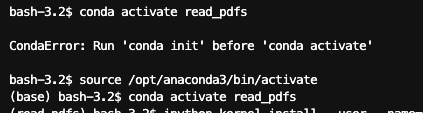 bash-3.2$ conda activate read_pdfs
CondaError: Run 'conda init' before 'conda activate'
bash-3.2$ source /opt/anaconda3/bin/activate
(base) bash-3.2$ conda activate read_pdfs
(read_pdfs) bash-3.2$ ipython kernel install --user --name=